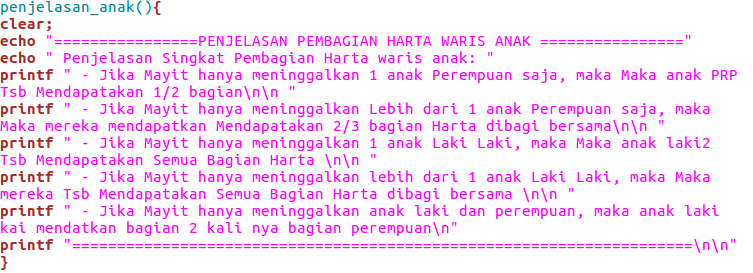 penjelasan_anak(){
clear;
echo "================PENJELASAN PEMBAGIAN HARTA WARIS ANAK ================"
echo " Penjelasan Singkat Pembagian Harta waris anak: "
printf " - Jika Mayit hanya meninggalkan 1 anak Perempuan saja, maka Maka anak PRP
Tsb Mendapatakan 1/2 bagian\n\n "
printf " - Jika Mayit hanya meninggalkan Lebih dari 1 anak Perempuan saja, maka
Maka mereka mendapatkan Mendapatakan 2/3 bagian Harta dibagi bersama\n\n "
printf " - Jika Mayit hanya meninggalkan 1 anak Laki Laki, maka Maka anak laki2
Tsb Mendapatakan Semua Bagian Harta \n\n "
printf " - Jika Mayit hanya meninggalkan lebih dari 1 anak Laki Laki, maka Maka
mereka Tsb Mendapatakan Semua Bagian Harta dibagi bersama \n\n "
printf " - Jika Mayit hanya meninggalkan anak laki dan perempuan, maka anak laki
kai mendatkan bagian 2 kali nya bagian perempuan\n"
printf "=====================================================================\n\n"
}